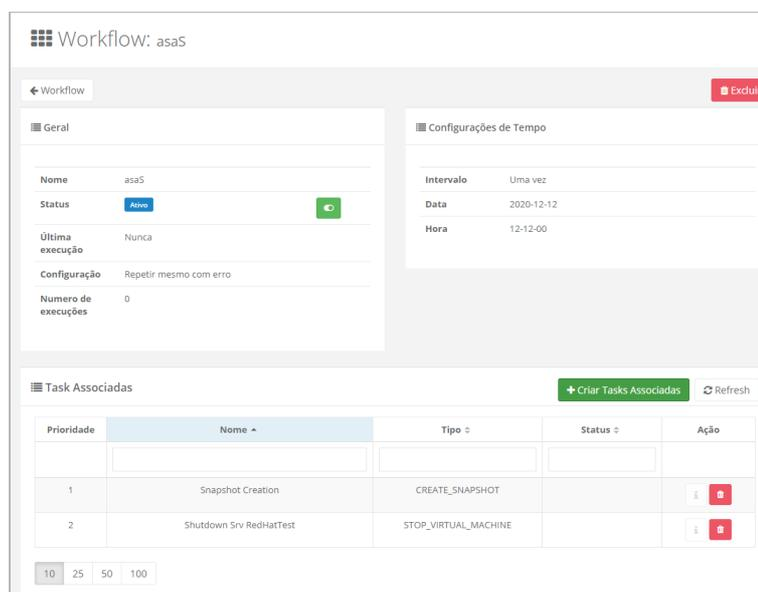 Workflow: asaS
Workflow
Exclui
Geral
Nome asaS
Status Ativo
Última execução Nunca
Configuração Repetir mesmo com erro
Numero de execuções 0
Configurações de Tempo
Intervalo Uma vez
Data 2020-12-12
Hora 12-12-00
Task Associadas
Criar Tasks Associadas
Refresh
Prioridade Nome Tipo Status Ação
1 Snapshot Creation CREATE_SNAPSHOT
2 Shutdown Srv RedHatTest STOP_VIRTUAL_MACHINE
10 25 50 100